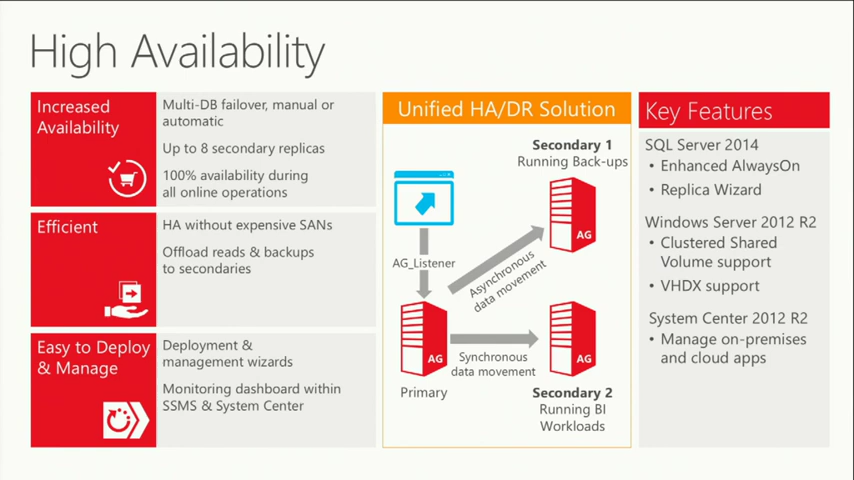 High Availability
Increased
Availability
Multi-DB failover, manual or
automatic
Up to 8 secondary replicas
100% availability during
all online operations
Efficient
HA without expensive SANs
Offload reads & backups
to secondaries
Easy to Deploy
& Manage
Deployment &
management wizards
Monitoring dashboard within
SSMS & System Center
Unified HA/DR Solution
Secondary 1
Running Back-ups
AG
AG_Listener
Asynchronous
data movement
AG
Primary
Synchronous
data movement
AG
Secondary 2
Running BI
Workloads
Key Features
SQL Server 2014
• Enhanced AlwaysOn
• Replica Wizard
Windows Server 2012 R2
• Clustered Shared
Volume support
• VHDX support
System Center 2012 R2
• Manage on-premises
and cloud apps